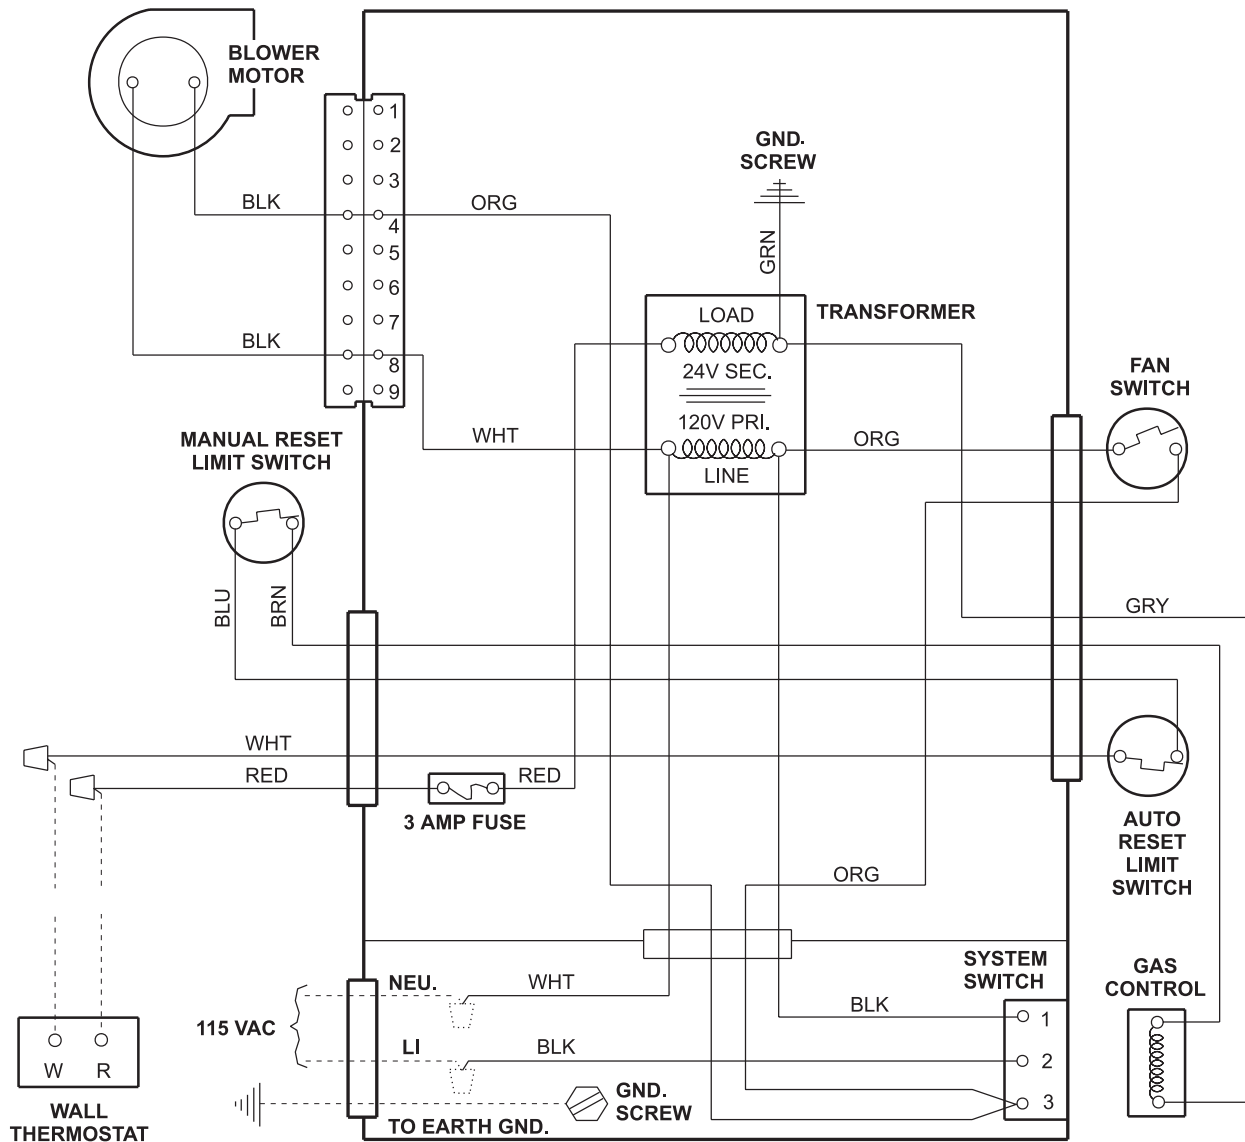 BLOWER
MOTOR
1
2
3
4
5
6
7
8
9
BLK
ORG
BLK
WHT
GND.
SCREW
GRN
LOAD
24V SEC.
120V PRI.
LINE
TRANSFORMER
ORG
FAN
SWITCH
MANUAL RESET
LIMIT SWITCH
BLU
BRN
GRY
WHT
RED
RED
3 AMP FUSE
AUTO
RESET
LIMIT
SWITCH
ORG
SYSTEM
SWITCH
GAS
CONTROL
NEU.
WHT
115 VAC
LI
BLK
BLK
1
2
3
GND.
SCREW
TO EARTH GND.
W R
WALL
THERMOSTAT